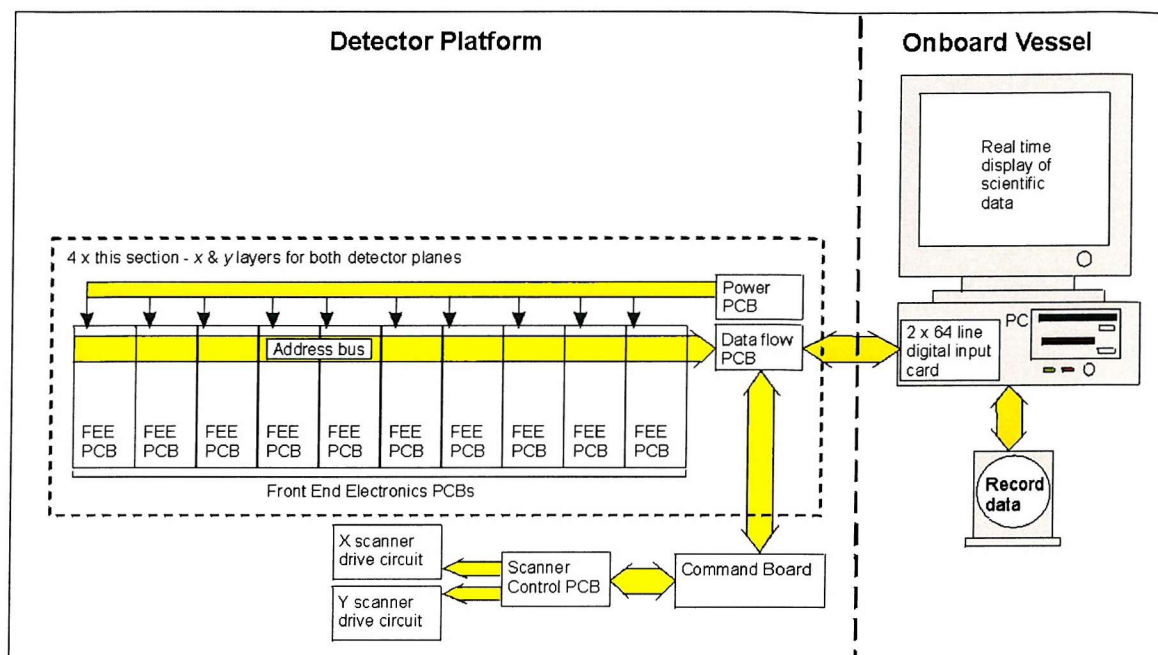 Detector Platform
Onboard Vessel
Real time
display of
scientific
data
4 x this section - x & y layers for both detector planes
Power
PCB
Address bus
Data flow
PCB
PC
2 x 64 line
digital input
card
FEE
PCB
FEE
PCB
FEE
PCB
FEE
PCB
FEE
PCB
FEE
PCB
FEE
PCB
FEE
PCB
FEE
PCB
FEE
PCB
Front End Electronics PCBs
Record
data
X scanner
drive circuit
Scanner
Control PCB
Command Board
Y scanner
drive circuit